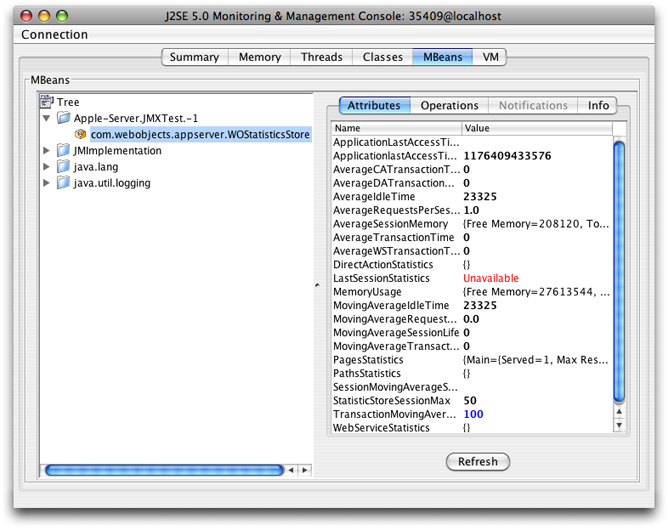 J2SE 5.0 Monitoring & Management Console: 35409@localhost
Connection
Summary Memory Threads Classes MBeans VM
MBeans
Tree
Apple-Server.JMXTest.-1
com.webobjects.appserver.WOStatisticsStore
JMImplementation
java.lang
java.util.logging
Attributes Operations Notifications Info
Name Value
ApplicationLastAccessTi...
ApplicationlastAccessTi... 1176409433576
AverageCATransactionT... 0
AverageDATransaction... 0
AverageIdleTime 23325
AverageRequestsPerSes... 1.0
AverageSessionMemory {Free Memory=208120, To...
AverageTransactionTime 0
AverageWSTransactionT... 0
DirectActionStatistics {}
LastSessionStatistics Unavailable
MemoryUsage {Free Memory=27613544, ...
MovingAverageIdleTime 23325
MovingAverageRequest... 0.0
MovingAverageSessionLife 0
MovingAverageTransact... 0
PagesStatistics {Main={Served=1, Max Res...
PathsStatistics {}
SessionMovingAverageS...
StatisticStoreSessionMax 50
TransactionMovingAver... 100
WebServiceStatistics {}
Refresh